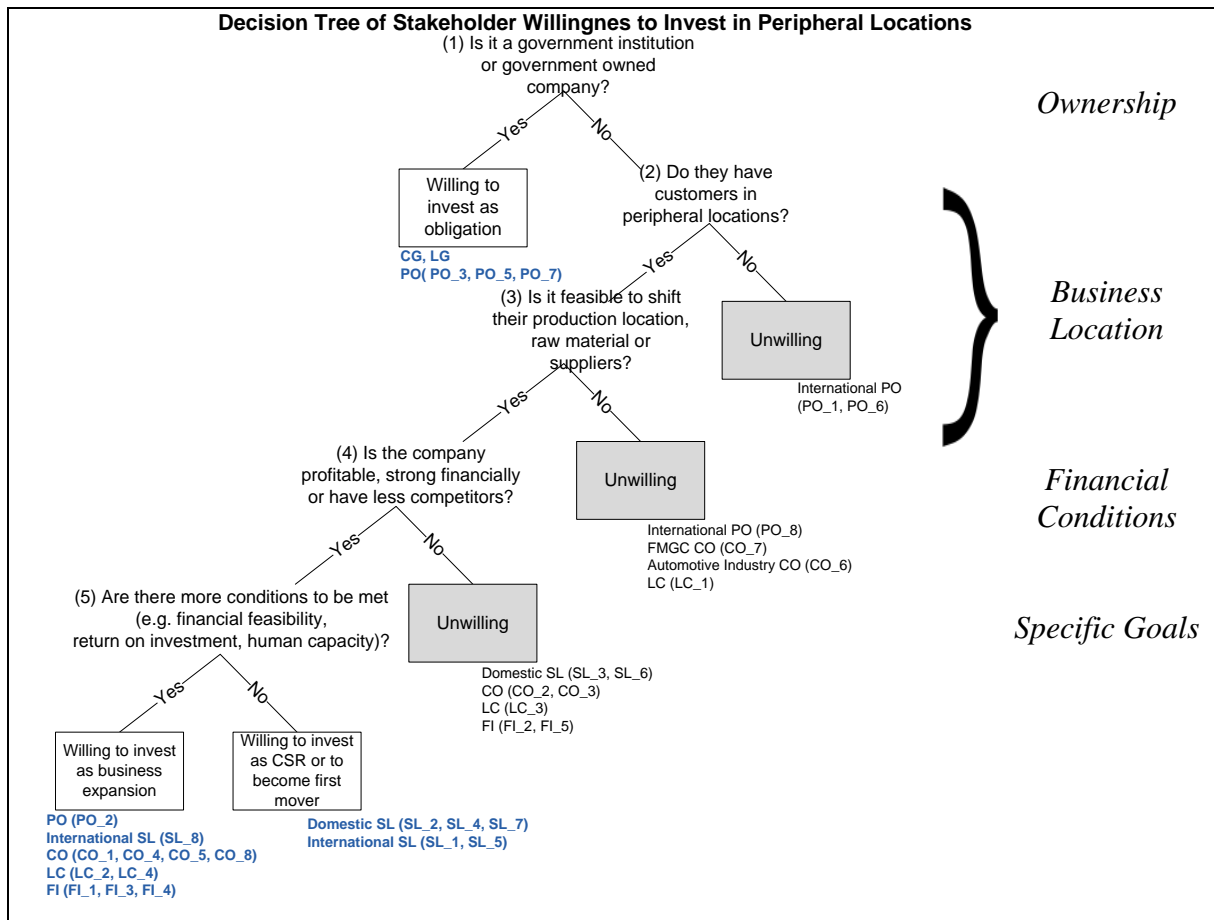 Decision Tree of Stakeholder Willingnes to Invest in Peripheral Locations
(1) Is it a government institution
or government owned
company?
Ownership
Yes
No
Willing to
invest as
obligation
CG, LG
PO( PO_3, PO_5, PO_7)
(2) Do they have
customers in
peripheral locations?
Yes
No
Business
Location
(3) Is it feasible to shift
their production location,
raw material or
suppliers?
Unwilling
International PO
(PO_1, PO_6)
Yes
No
(4) Is the company
profitable, strong financially
or have less competitors?
Unwilling
International PO (PO_8)
FMGC CO (CO_7)
Automotive Industry CO (CO_6)
LC (LC_1)
Financial
Conditions
Yes
No
(5) Are there more conditions to be met
(e.g. financial feasibility,
return on investment, human capacity)?
Unwilling
Domestic SL (SL_3, SL_6)
CO (CO_2, CO_3)
LC (LC_3)
FI (FI_2, FI_5)
Specific Goals
Yes
No
Willing to invest
as business
expansion
PO (PO_2)
International SL (SL_8)
CO (CO_1, CO_4, CO_5, CO_8)
LC (LC_2, LC_4)
FI (FI_1, FI_3, FI_4)
Willing to invest
as CSR or to
become first
mover
Domestic SL (SL_2, SL_4, SL_7)
International SL (SL_1, SL_5)